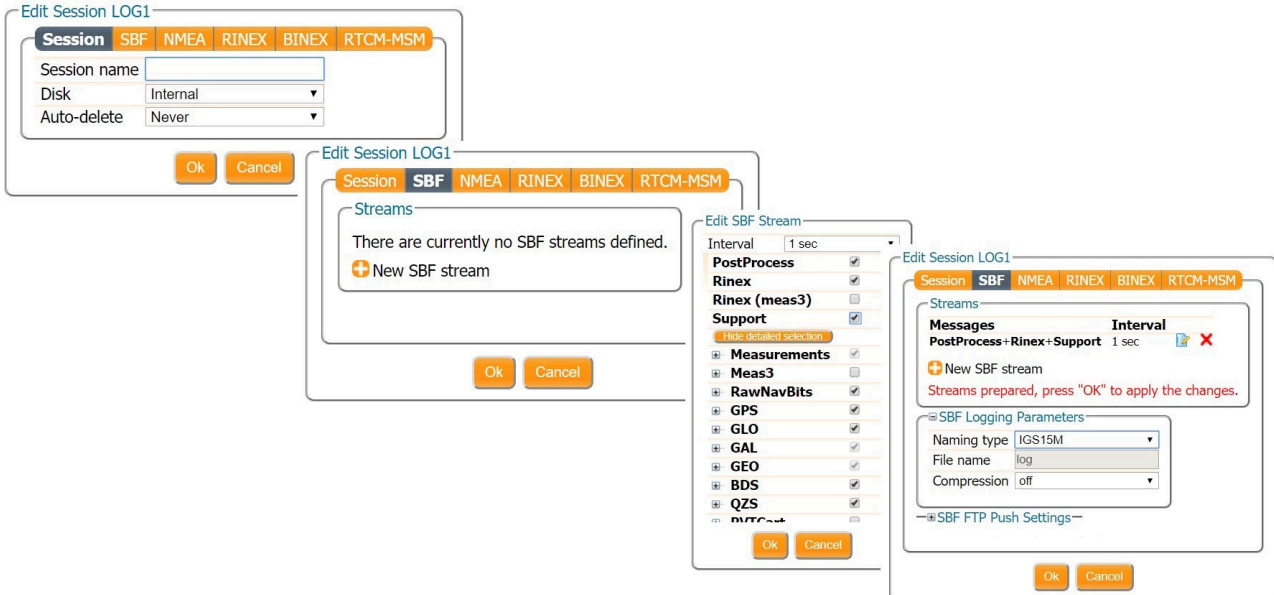 Edit Session LOG1
Session SBF NMEA RINEX BINEX RTCM-MSM
Session name
Disk Internal
Auto-delete Never
Ok Cancel
Edit Session LOG1
Session SBF NMEA RINEX BINEX RTCM-MSM
Streams
There are currently no SBF streams defined.
New SBF stream
Ok Cancel
Edit SBF Stream
Interval 1 sec
PostProcess
Rinex
Rinex (meas3)
Support
Hide detailed selection
Measurements
Meas3
RawNavBits
GPS
GLO
GAL
GEO
BDS
QZS
PVTCart
Ok Cancel
Edit Session LOG1
Session SBF NMEA RINEX BINEX RTCM-MSM
Streams
Messages Interval
PostProcess+Rinex+Support 1 sec
New SBF stream
Streams prepared, press "OK" to apply the changes.
SBF Logging Parameters
Naming type IGS15M
File name log
Compression off
SBF FTP Push Settings
Ok Cancel